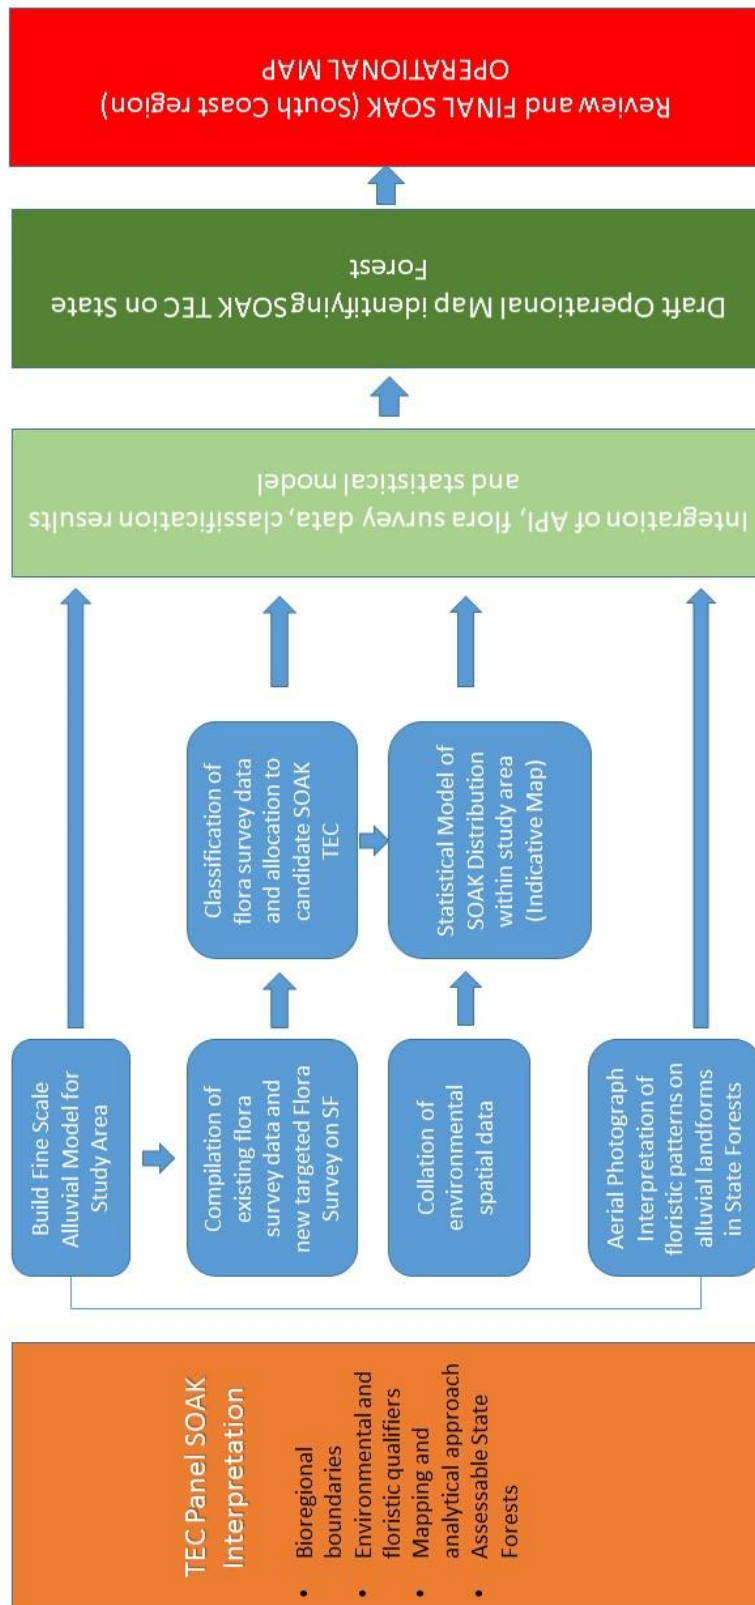 TEC Panel SOAK
Interpretation
• Bioregional
boundaries
• Environmental and
floristic qualifiers
• Mapping and
analytical approach
• Assessable State
Forests
Build Fine Scale
Alluvial Model for
Study Area
Compilation of
existing flora
survey data and
new targeted Flora
Survey on SF
Collation of
environmental
spatial data
Aerial Photograph
Interpretation of
floristic patterns on
alluvial landforms
in State Forests
Classification of
flora survey data
and allocation to
candidate SOAK
TEC
Statistical Model of
SOAK Distribution
within study area
(Indicative Map)
Integration of API, flora survey data, classification results
and statistical model
Draft Operational Map identifying SOAK TEC on State
Forest
Review and FINAL SOAK (South Coast region)
OPERATIONAL MAP